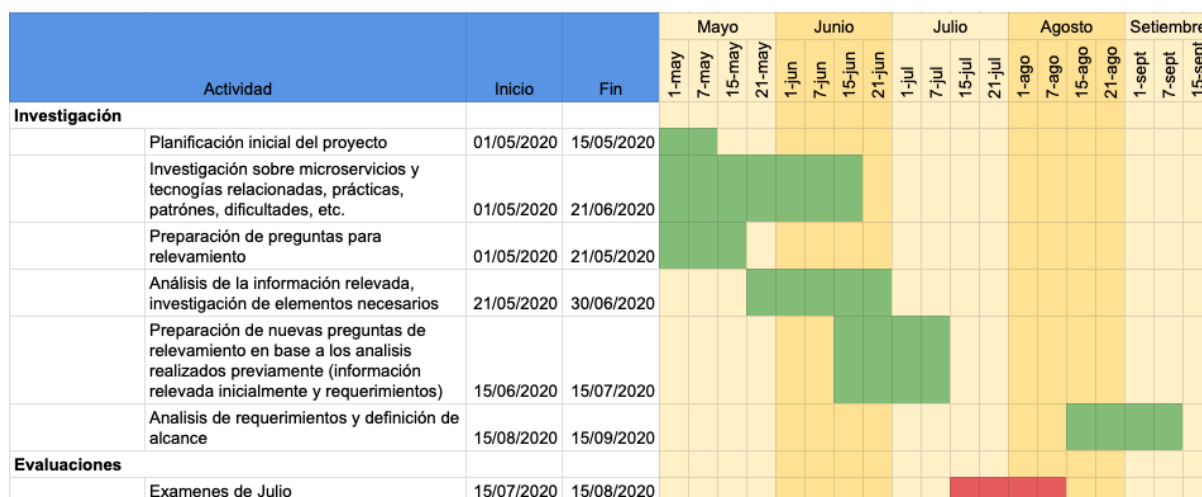 Mayo Junio Julio Agosto Setiembre
Actividad Inicio Fin 1-may 7-may 15-may 21-may 1-jun 7-jun 15-jun 21-jun 1-jul 7-jul 15-jul 21-jul 1-ago 7-ago 15-ago 21-ago 1-sept 7-sept 15-sept
Investigación
Planificación inicial del proyecto 01/05/2020 15/05/2020
Investigación sobre microservicios y
tecnogías relacionadas, prácticas,
patrónes, dificultades, etc. 01/05/2020 21/06/2020
Preparación de preguntas para
relevamiento 01/05/2020 21/05/2020
Análisis de la información relevada,
investigación de elementos necesarios 21/05/2020 30/06/2020
Preparación de nuevas preguntas de
relevamiento en base a los analisis
realizados previamente (información
relevada inicialmente y requerimientos) 15/06/2020 15/07/2020
Analisis de requerimientos y definición de
alcance 15/08/2020 15/09/2020
Evaluaciones
Examenes de Julio 15/07/2020 15/08/2020